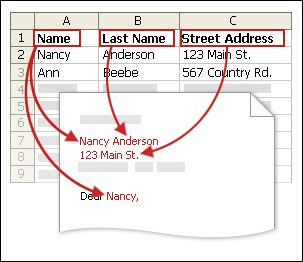 A B C
1 Name Last Name Street Address
2 Nancy Anderson 123 Main St.
3 Ann Beebe 567 Country Rd.
4
5
6
7
8
9
Nancy Anderson
123 Main St.
Dear Nancy,